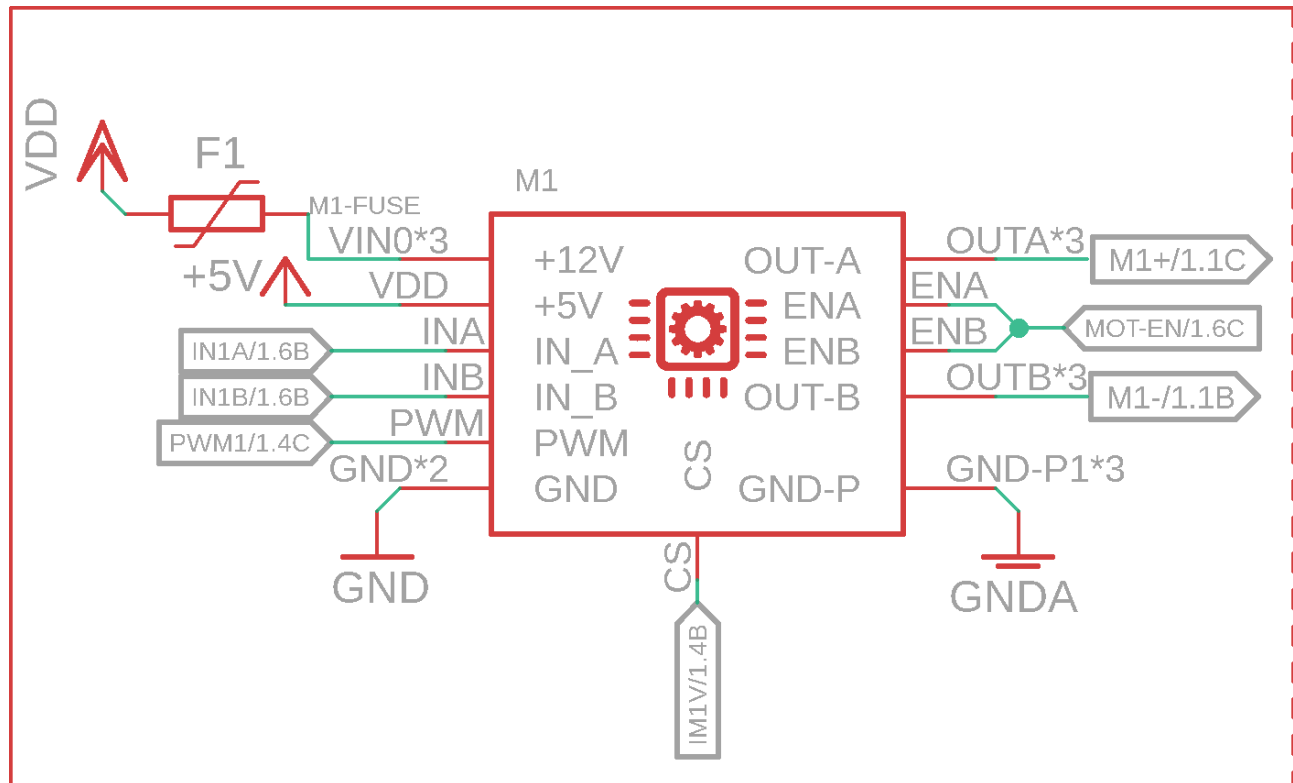 VDD
F1
M1-FUSE
M1
VIN0*3
+5V
VDD
INA
INB
PWM
GND*2
IN1A/1.6B
IN1B/1.6B
PWM1/1.4C
GND
+12V
+5V
IN_A
IN_B
PWM
GND
OUT-A
ENA
ENB
OUT-B
GND-P
CS
CS
IM1V/1.4B
OUTA*3
ENA
ENB
OUTB*3
GND-P1*3
M1+/1.1C
MOT-EN/1.6C
M1-/1.1B
GNDA